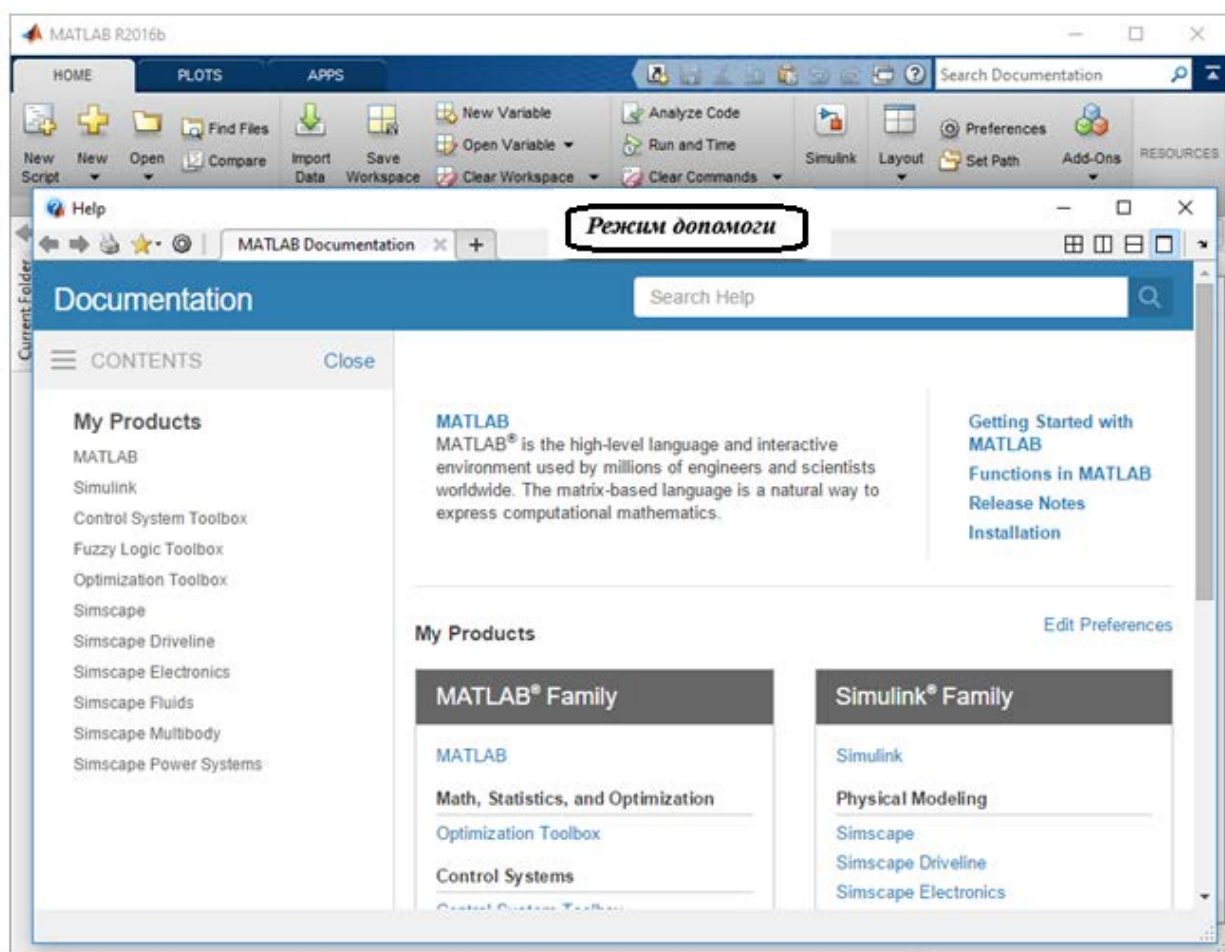 MATLAB R2016b
HOME PLOTS APPS Search Documentation
New Script
New
Open
Find Files
Compare
Import Data
Save Workspace
New Variable
Open Variable
Clear Workspace
Analyze Code
Run and Time
Clear Commands
Simulink
Layout
Preferences
Set Path
Add-Ons
RESOURCES
Current Folder
Help
Режим допомоги
MATLAB Documentation
Documentation
Search Help
CONTENTS Close
My Products
MATLAB
Simulink
Control System Toolbox
Fuzzy Logic Toolbox
Optimization Toolbox
Simscape
Simscape Driveline
Simscape Electronics
Simscape Fluids
Simscape Multibody
Simscape Power Systems
MATLAB
MATLAB® is the high-level language and interactive
environment used by millions of engineers and scientists
worldwide. The matrix-based language is a natural way to
express computational mathematics.
Getting Started with
MATLAB
Functions in MATLAB
Release Notes
Installation
My Products
Edit Preferences
MATLAB® Family
MATLAB
Math, Statistics, and Optimization
Optimization Toolbox
Control Systems
Control System Toolbox
Simulink® Family
Simulink
Physical Modeling
Simscape
Simscape Driveline
Simscape Electronics